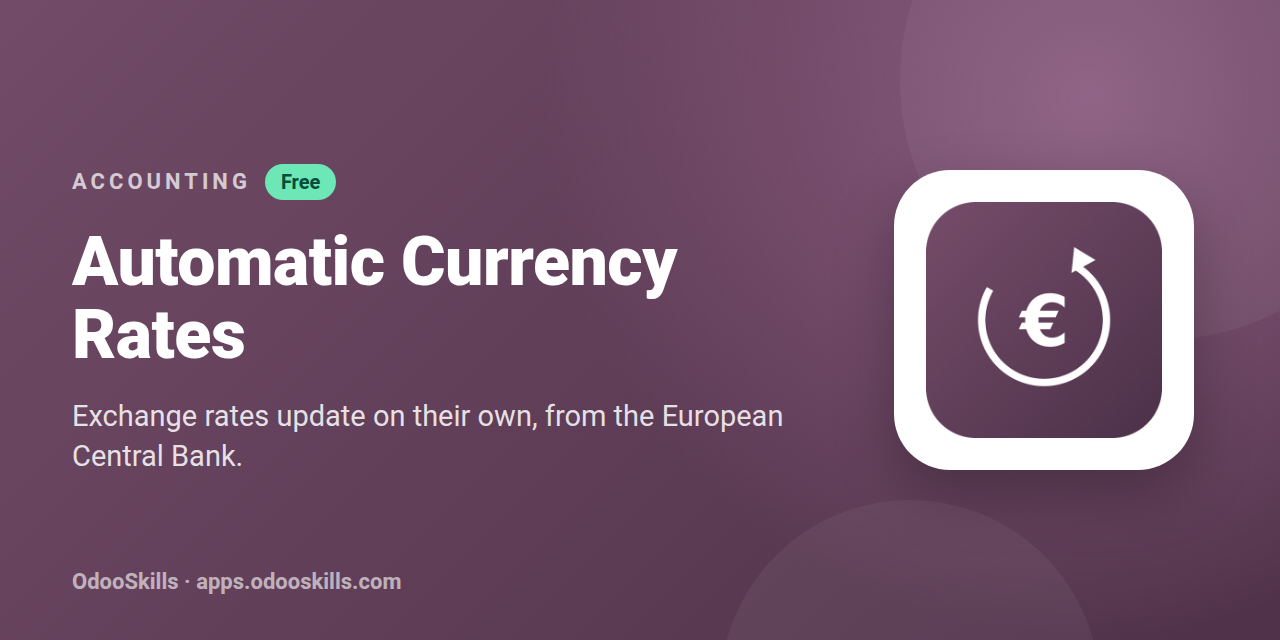 ACCOUNTING Free
Automatic Currency
Rates
Exchange rates update on their own, from the European
Central Bank.
€
OdooSkills · apps.odooskills.com